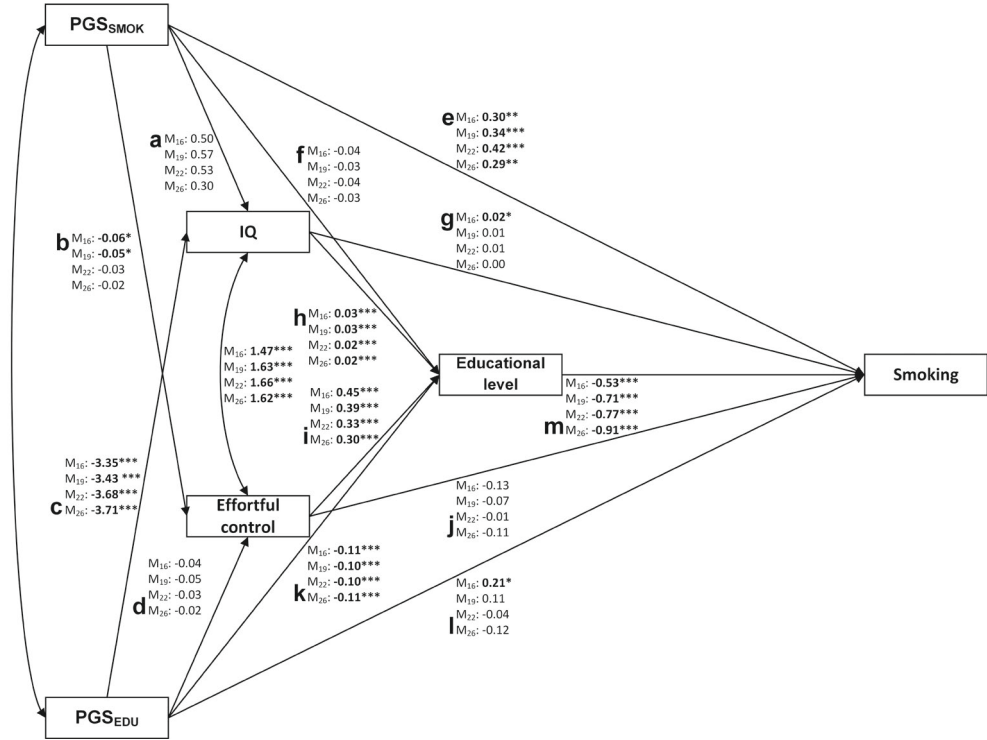 PGS_SMOK
e
M16: 0.30**
M19: 0.34***
M22: 0.42***
M26: 0.29**
a
M16: 0.50
M19: 0.57
M22: 0.53
M26: 0.30
f
M16: -0.04
M19: -0.03
M22: -0.04
M26: -0.03
IQ
g
M16: 0.02*
M19: 0.01
M22: 0.01
M26: 0.00
b
M16: -0.06*
M19: -0.05*
M22: -0.03
M26: -0.02
h
M16: 0.03***
M19: 0.03***
M22: 0.02***
M26: 0.02***
M16: 1.47***
M19: 1.63***
M22: 1.66***
M26: 1.62***
Educational
level
Smoking
M16: -0.53***
M19: -0.71***
M22: -0.77***
m
M26: -0.91***
M16: 0.45***
M19: 0.39***
M22: 0.33***
i
M26: 0.30***
M16: -3.35***
M19: -3.43 ***
M22: -3.68***
c
M26: -3.71***
Effortful
control
M16: -0.13
M19: -0.07
M22: -0.01
j
M26: -0.11
M16: -0.11***
M19: -0.10***
M22: -0.10***
k
M26: -0.11***
M16: -0.04
M19: -0.05
M22: -0.03
d
M26: -0.02
M16: 0.21*
M19: 0.11
M22: -0.04
l
M26: -0.12
PGS_EDU